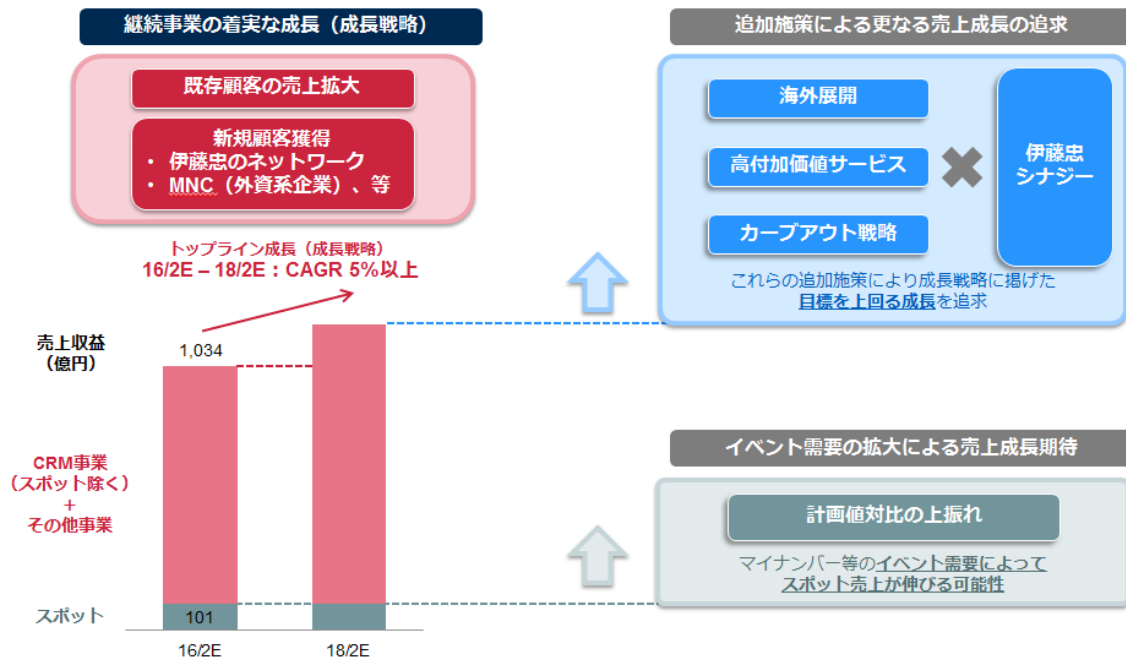 継続事業の着実な成長（成長戦略）
既存顧客の売上拡大
新規顧客獲得
・ 伊藤忠のネットワーク
・ MNC（外資系企業）、等
トップライン成長（成長戦略）
16/2E – 18/2E：CAGR 5%以上
売上収益
（億円）
1,034
CRM事業
（スポット除く）
+
その他事業
スポット
101
16/2E
18/2E
追加施策による更なる売上成長の追求
海外展開
高付加価値サービス
カーブアウト戦略
伊藤忠
シナジー
これらの追加施策により成長戦略に掲げた
目標を上回る成長を追求
イベント需要の拡大による売上成長期待
計画値対比の上振れ
マイナンバー等のイベント需要によって
スポット売上が伸びる可能性